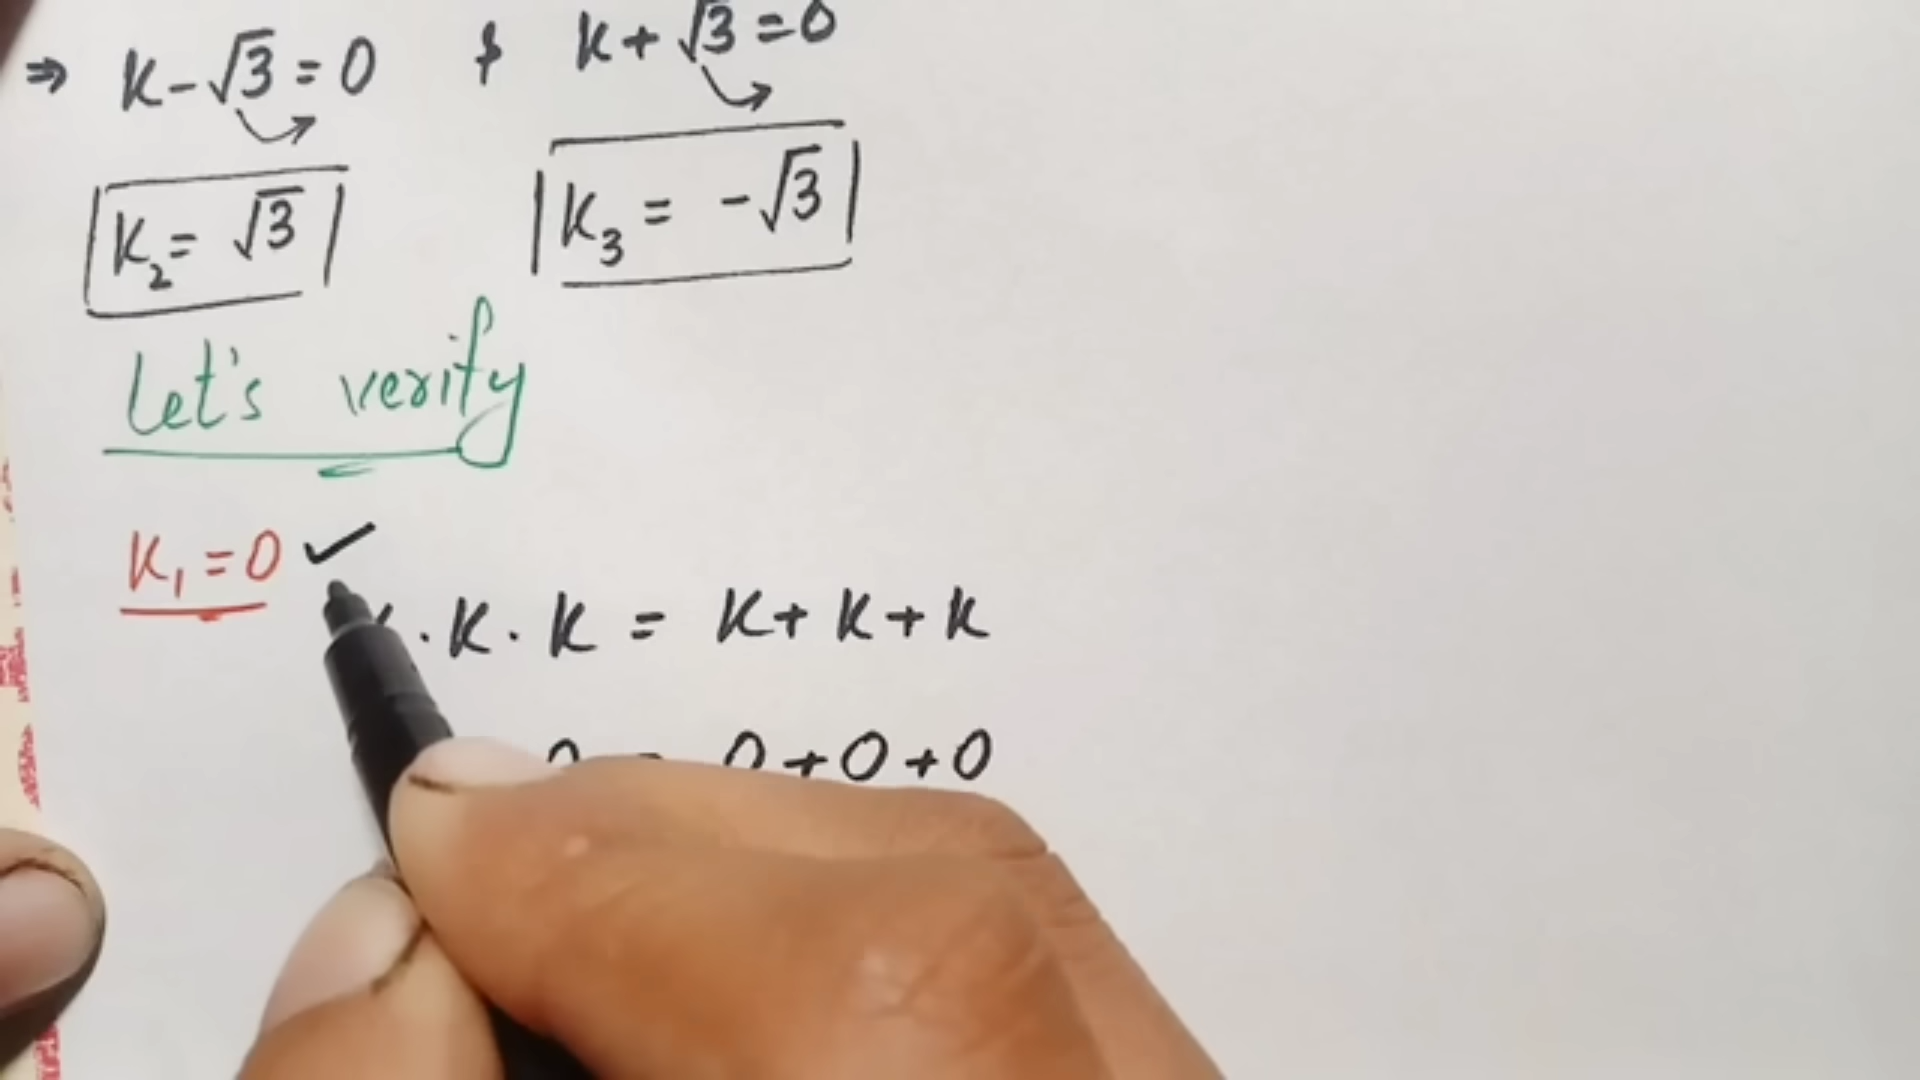 ⇒ K-√3=0 & K+√3=0
K₂= √3 K₃= -√3
Let's verify
K₁=0 ✓
. K . K = K+K+K
= 0+0+0